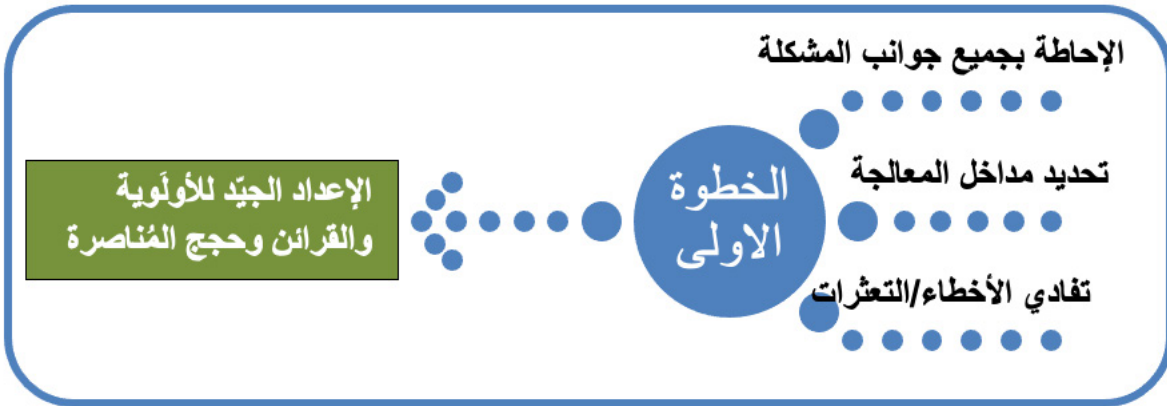 الإحاطة بجميع جوانب المشكلة
تحديد مداخل المعالجة
تفادي الأخطاء/التعثرات
الخطوة
الاولى
الإعداد الجيّد للأولَوية
والقرائن وحجج المُناصرة